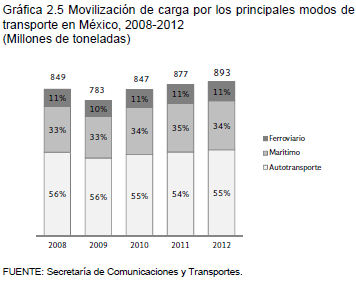 Gráfica 2.5 Movilización de carga por los principales modos de
transporte en México, 2008-2012
(Millones de toneladas)
849 783 847 877 893
11% 10% 11% 11% 11%
33% 33% 34% 35% 34%
56% 56% 55% 54% 55%
2008 2009 2010 2011 2012
Ferroviario
Marítimo
Autotransporte
FUENTE: Secretaría de Comunicaciones y Transportes.